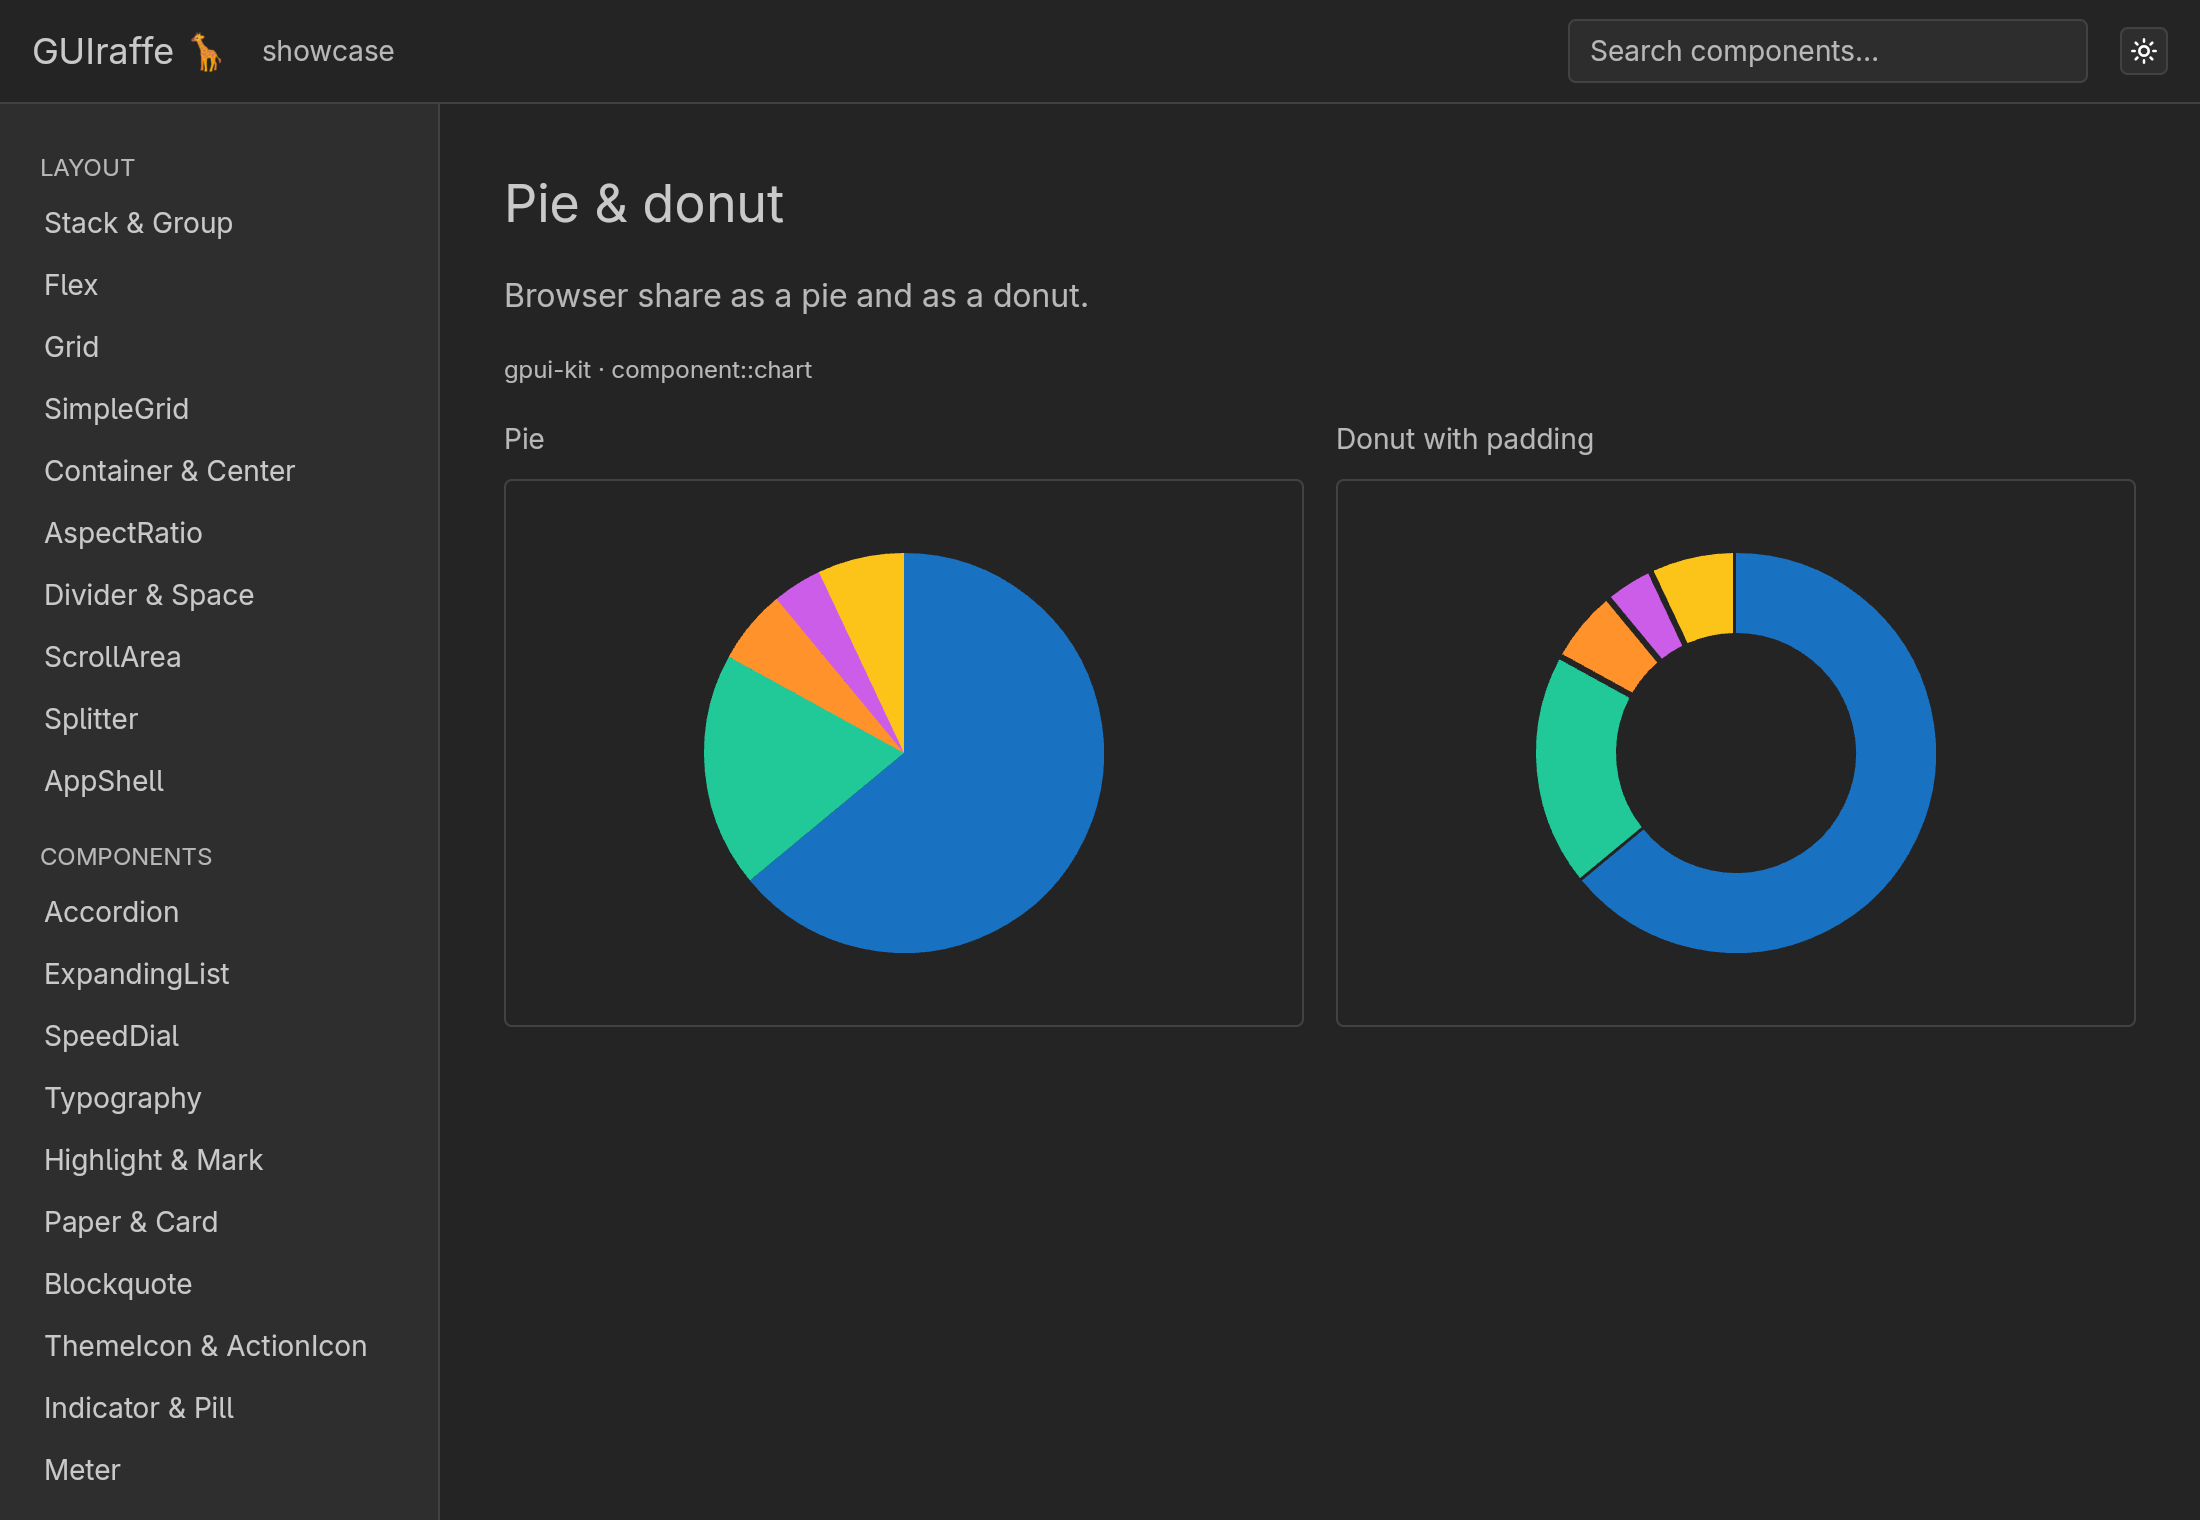 GUIraffe 🦒 showcase
Search components...
LAYOUT
Stack & Group
Flex
Grid
SimpleGrid
Container & Center
AspectRatio
Divider & Space
ScrollArea
Splitter
AppShell
COMPONENTS
Accordion
ExpandingList
SpeedDial
Typography
Highlight & Mark
Paper & Card
Blockquote
ThemeIcon & ActionIcon
Indicator & Pill
Meter
Pie & donut
Browser share as a pie and as a donut.
gpui-kit · component::chart
Pie
Donut with padding